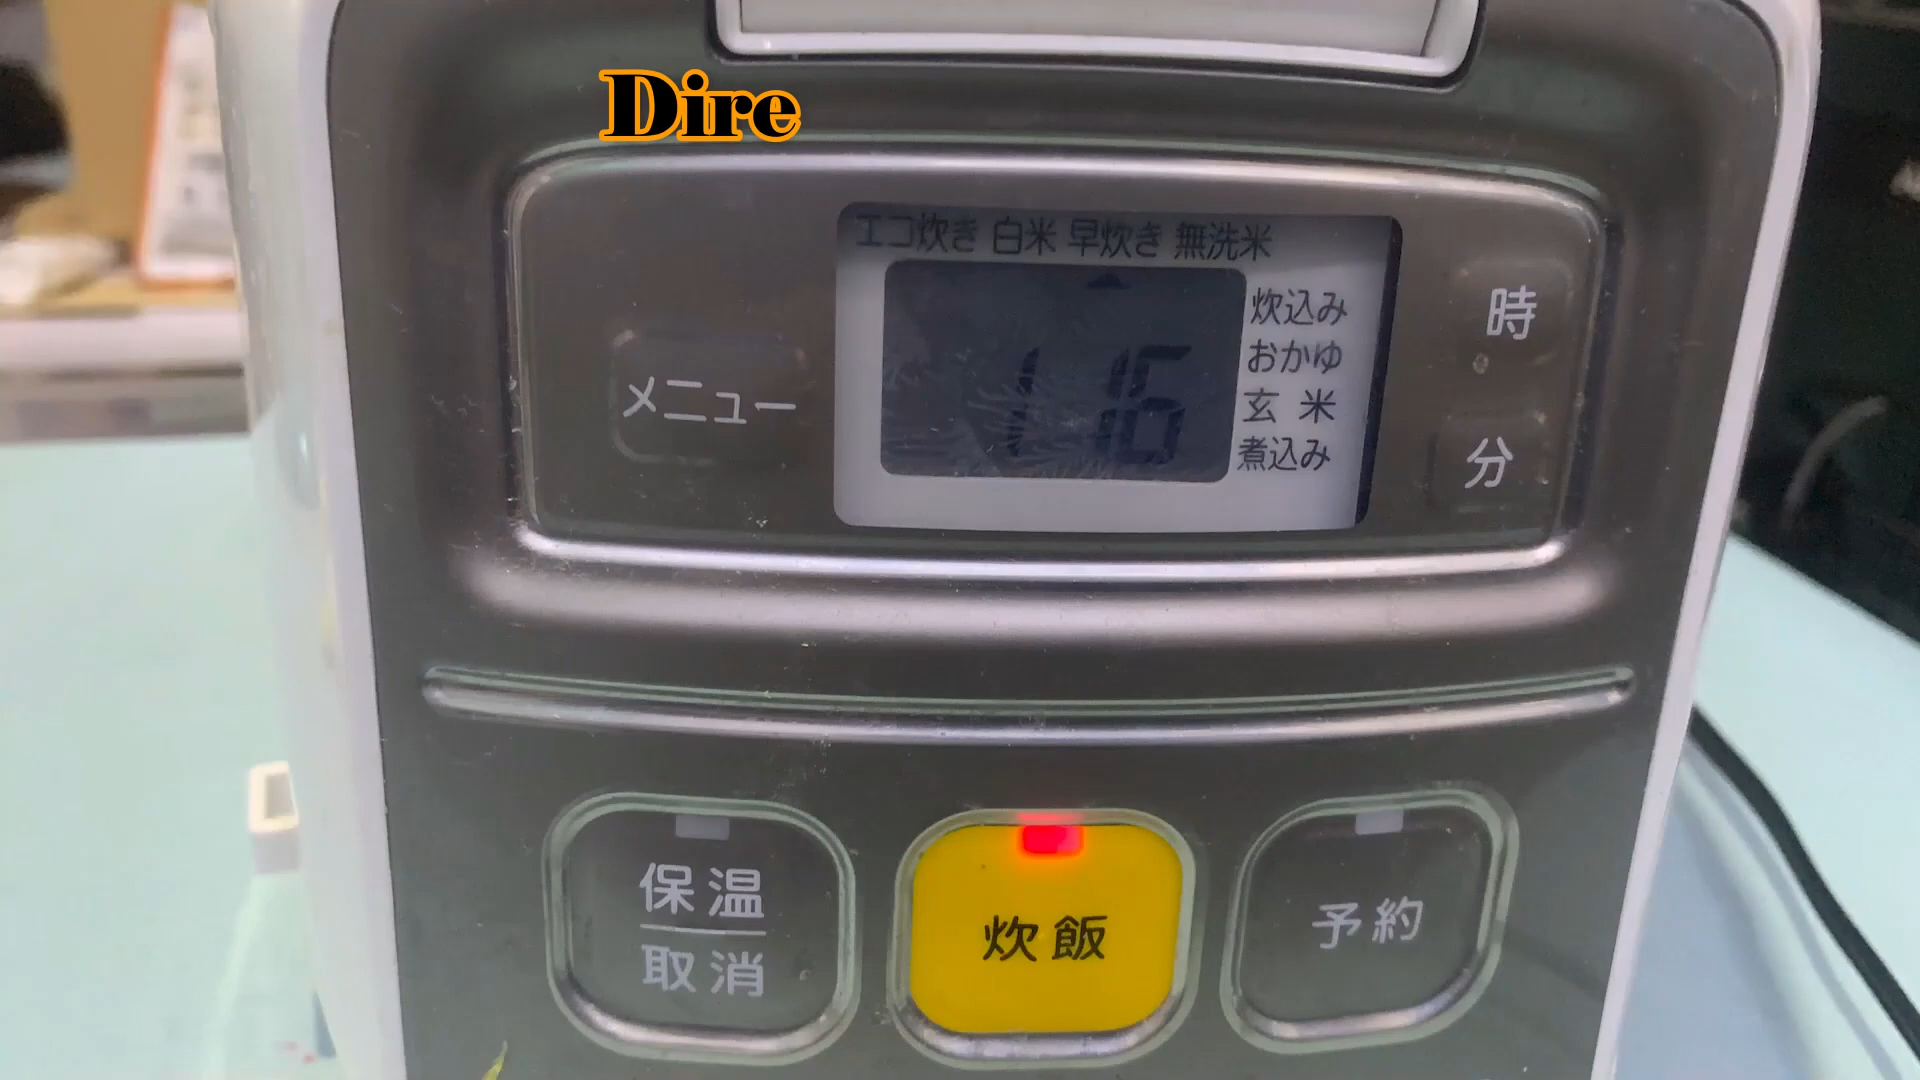 Dire
エコ炊き 白米 早炊き 無洗米
炊込み
おかゆ
玄米
煮込み
メニュー
時
分
保温
取消
炊飯
予約